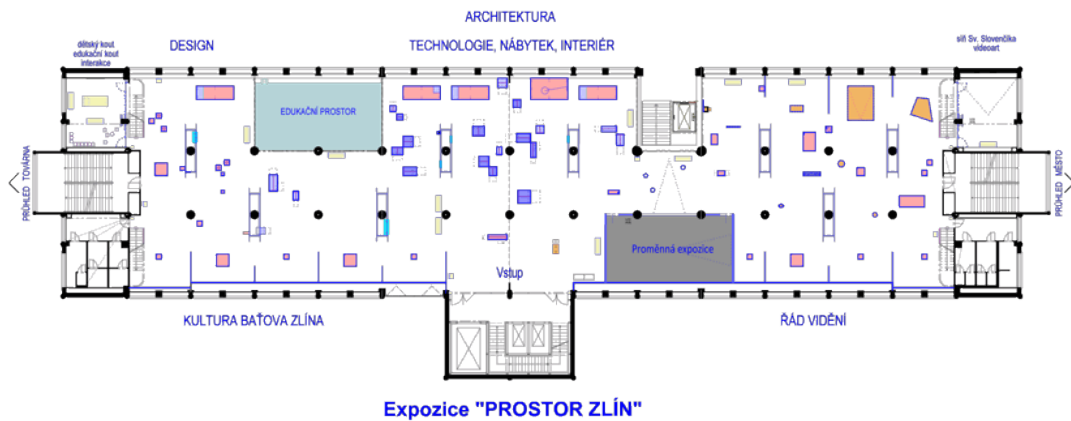 ARCHITEKTURA
dětský kout
edukační kout
interakce
DESIGN
TECHNOLOGIE, NÁBYTEK, INTERIÉR
síň Sv. Slovenčíka
videoart
EDUKAČNÍ PROSTOR
PRŮHLED TOVÁRNA
PRŮHLED MĚSTO
Proměnná expozice
Vstup
KULTURA BAŤOVA ZLÍNA
ŘÁD VIDĚNÍ
Expozice "PROSTOR ZLÍN"